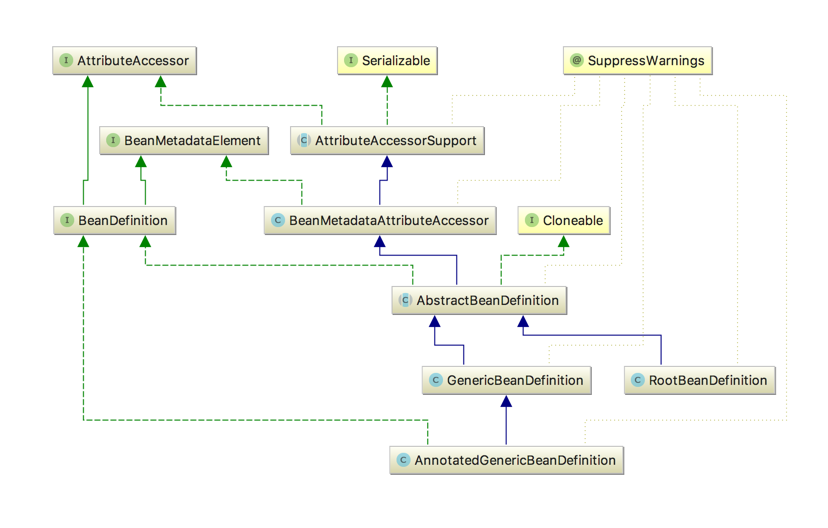 I AttributeAccessor
I Serializable
@ SuppressWarnings
I BeanMetadataElement
C AttributeAccessorSupport
I BeanDefinition
C BeanMetadataAttributeAccessor
I Cloneable
C AbstractBeanDefinition
C GenericBeanDefinition
C RootBeanDefinition
C AnnotatedGenericBeanDefinition